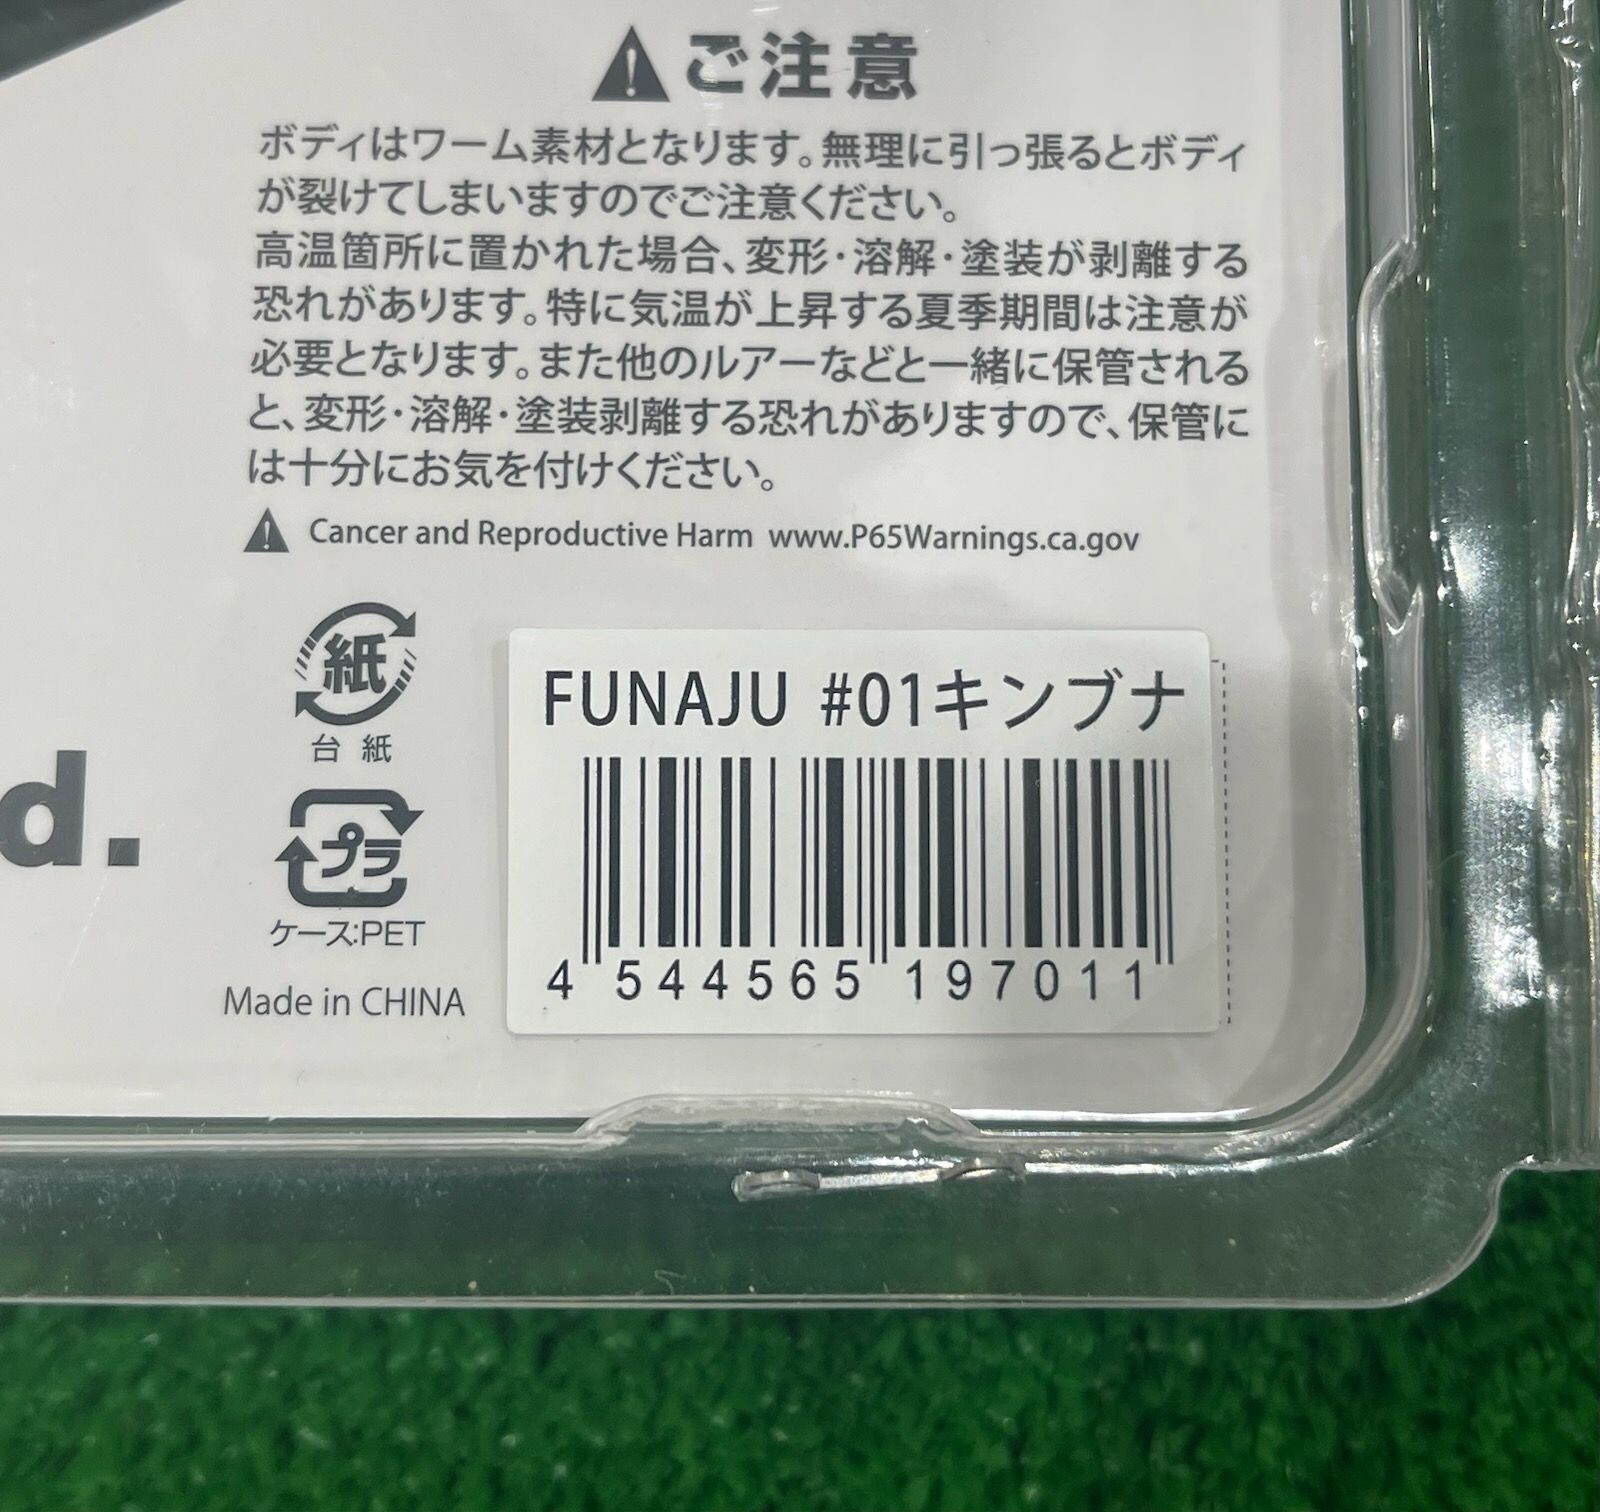 ご注意
ボディはワーム素材となります。無理に引っ張るとボディ
が裂けてしまいますのでご注意ください。
高温箇所に置かれた場合、変形・溶解・塗装が剥離する
恐れがあります。特に気温が上昇する夏季期間は注意が
必要となります。また他のルアーなどと一緒に保管される
と、変形・溶解・塗装剥離する恐れがありますので、保管に
は十分にお気を付けください。
Cancer and Reproductive Harm www.P65Warnings.ca.gov
紙
台紙
プラ
ケース:PET
Made in CHINA
d.
FUNAJU #01キンブナ
4 544565 197011